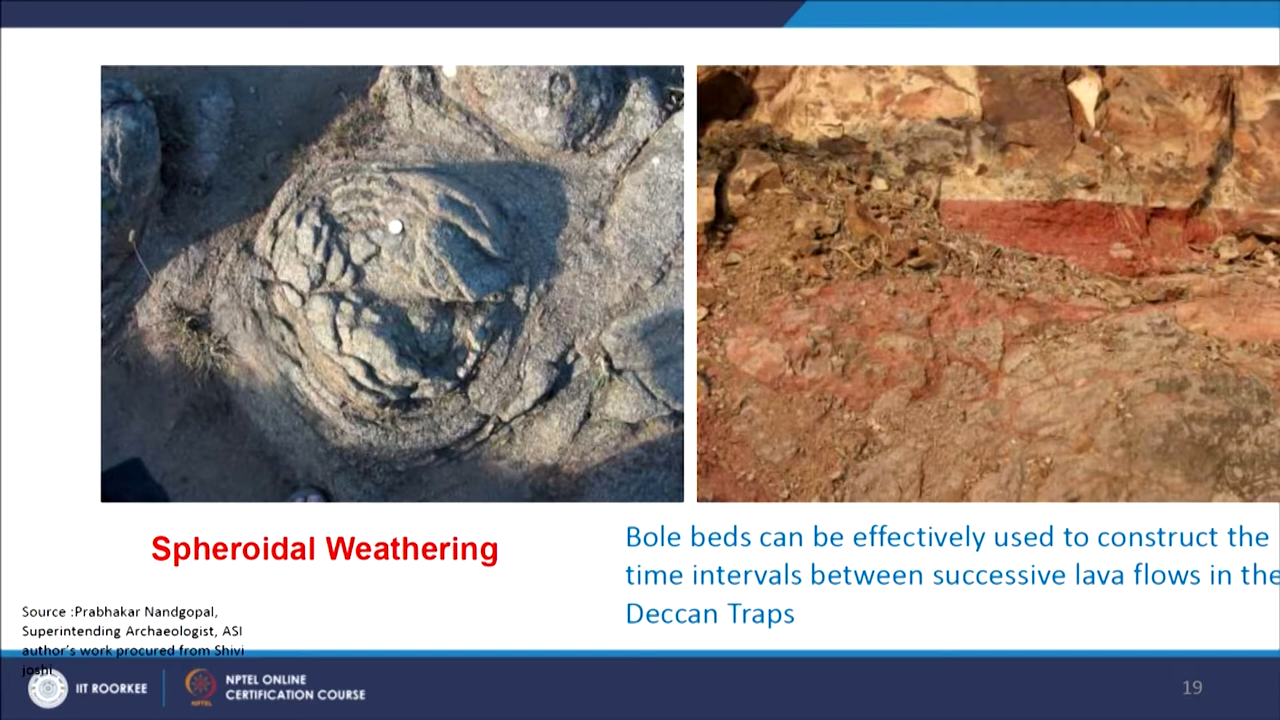 Spheroidal Weathering
Bole beds can be effectively used to construct the
time intervals between successive lava flows in the
Deccan Traps
Source :Prabhakar Nandgopal,
Superintending Archaeologist, ASI
author's work procured from Shivi
joshi
IIT ROORKEE
NPTEL ONLINE
CERTIFICATION COURSE
NPTEL
19